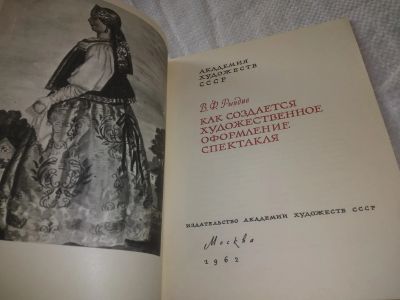 АКАДЕМИЯ
ХУДОЖЕСТВ
СССР
В. Ф. Рындин
КАК СОЗДАЕТСЯ
ХУДОЖЕСТВЕННОЕ
ОФОРМЛЕНИЕ
СПЕКТАКЛЯ
ИЗДАТЕЛЬСТВО АКАДЕМИИ ХУДОЖЕСТВ СССР
Москва
1962